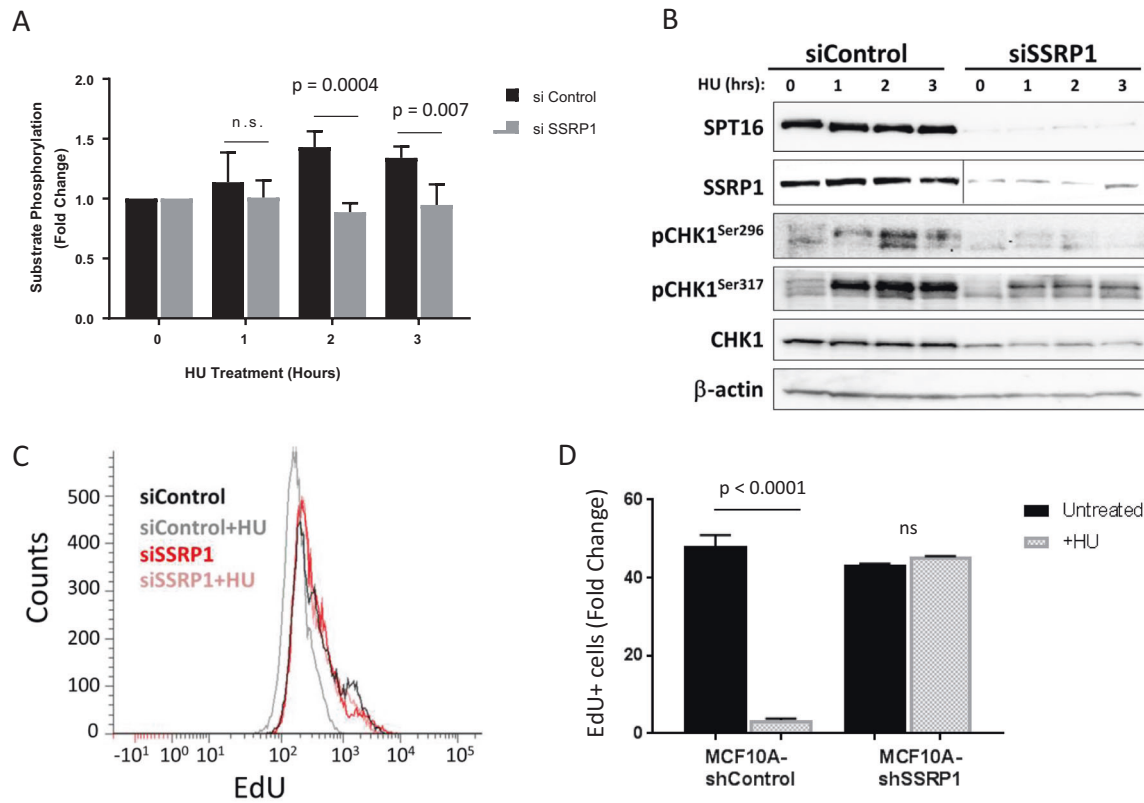 A
Substrate Phosphorylation
(Fold Change)
2.0
1.5
1.0
0.5
0.0
n.s.
p = 0.0004
p = 0.007
si Control
si SSRP1
0 1 2 3
HU Treatment (Hours)
B
siControl siSSRP1
HU (hrs): 0 1 2 3 0 1 2 3
SPT16
SSRP1
pCHK1Ser296
pCHK1Ser317
CHK1
β-actin
C
Counts
500
400
300
200
100
0
siControl
siControl+HU
siSSRP1
siSSRP1+HU
-10¹ 10⁰ 10¹ 10² 10³ 10⁴ 10⁵
EdU
D
EdU+ cells (Fold Change)
60
40
20
0
p < 0.0001
ns
Untreated
+HU
MCF10A-
shControl
MCF10A-
shSSRP1